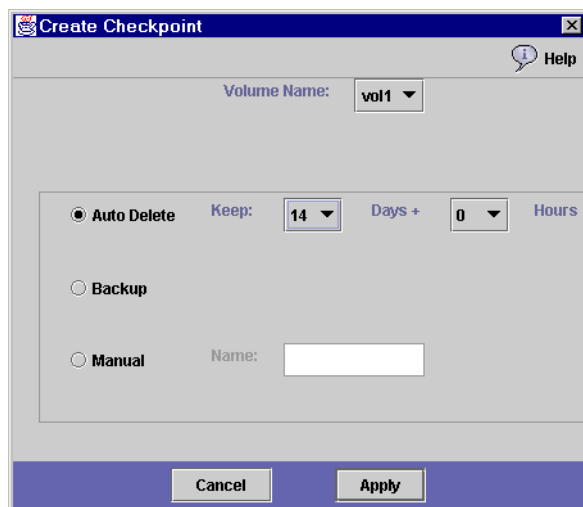 Create Checkpoint
Help
Volume Name: vol1
Auto Delete Keep: 14 Days + 0 Hours
Backup
Manual Name:
Cancel Apply